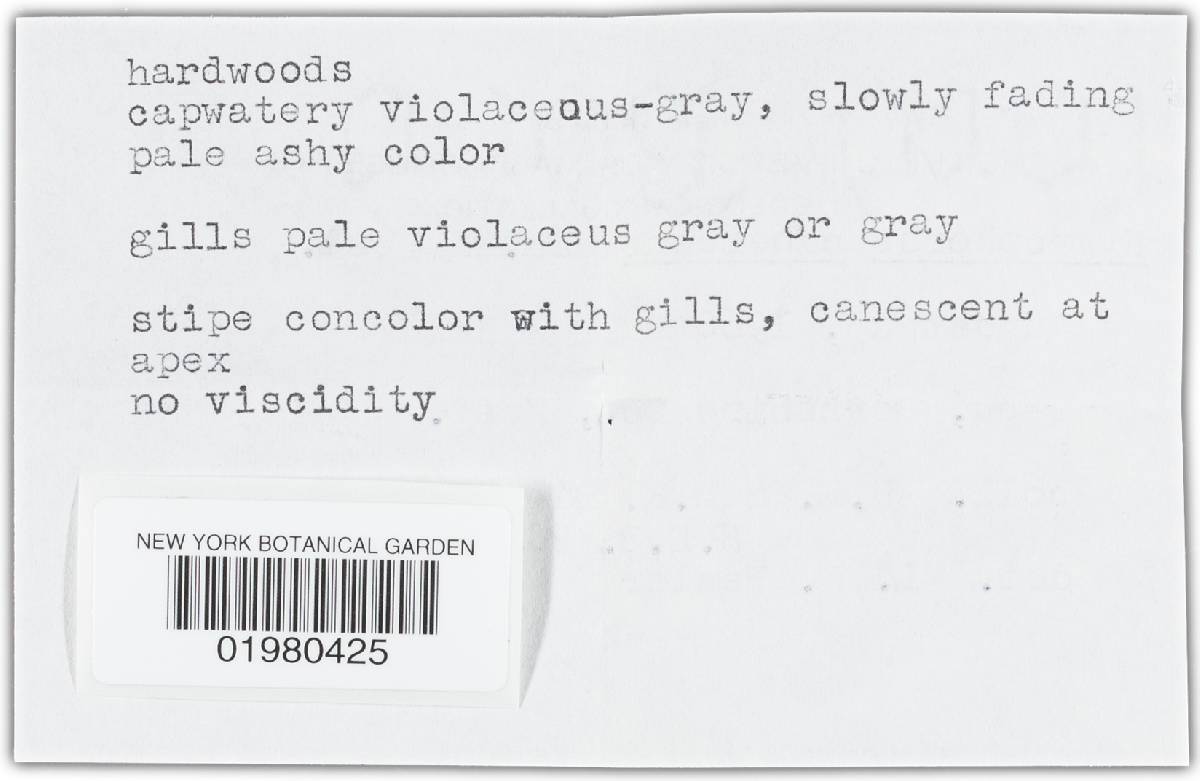 hardwoods
capwatery violaceous-gray, slowly fading
pale ashy color
gills pale violaceus gray or gray
stipe concolor with gills, canescent at
apex
no viscidity
NEW YORK BOTANICAL GARDEN
01980425